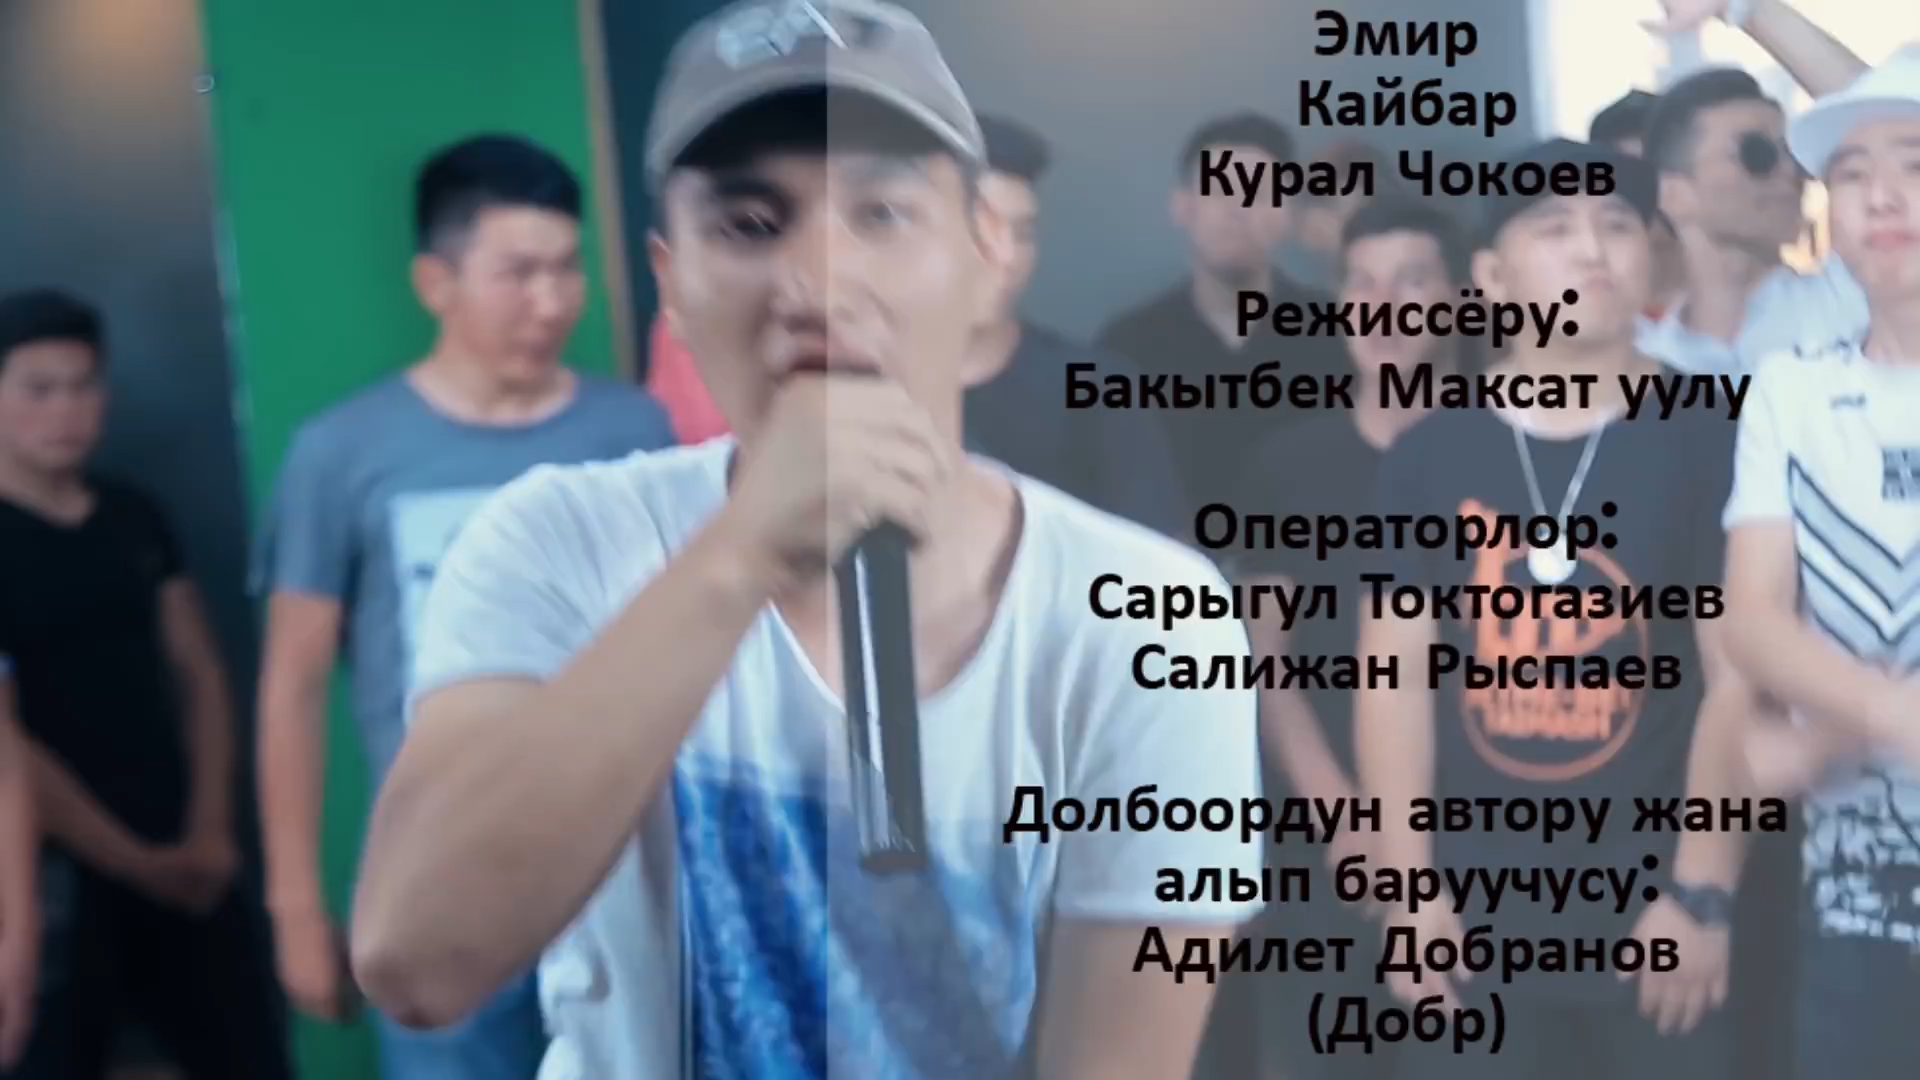 Эмир
Кайбар
Курал Чокоев
Режиссёру:
Бакытбек Максат уулу
Операторлор:
Сарыгул Токтогазиев
Салижан Рыспаев
Долбоордун автору жана
алып баруучусу:
Адилет Добранов
(Добр)